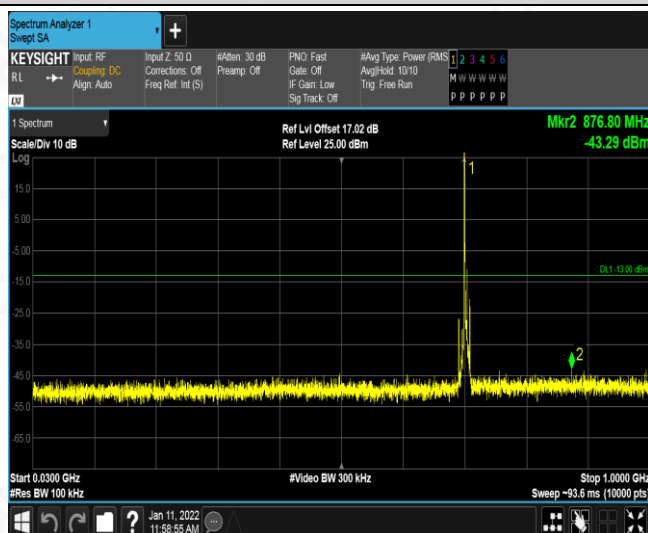 Spectrum Analyzer 1
Swept SA
+
KEYSIGHT Input: RF Input Z: 50 Ω #Atten: 30 dB PNO: Fast #Avg Type: Power (RMS 1 2 3 4 5 6
RL Coupling: DC Corrections: Off Preamp: Off Gate: Off Avg|Hold: 10/10 M W W W W W
Align: Auto Freq Ref: Int (S) IF Gain: Low Trig: Free Run
Sig Track: Off P P P P P P
LXI
1 Spectrum Ref Lvl Offset 17.02 dB Mkr2 876.80 MHz
Scale/Div 10 dB Ref Level 25.00 dBm -43.29 dBm
Log
1
15.0
5.00
-5.00
DL1 -13.00 dBm
-15.0
-25.0
-35.0
2
-45.0
-55.0
-65.0
Start 0.0300 GHz #Video BW 300 kHz Stop 1.0000 GHz
#Res BW 100 kHz Sweep ~93.6 ms (10000 pts)
? Jan 11, 2022
11:58:55 AM